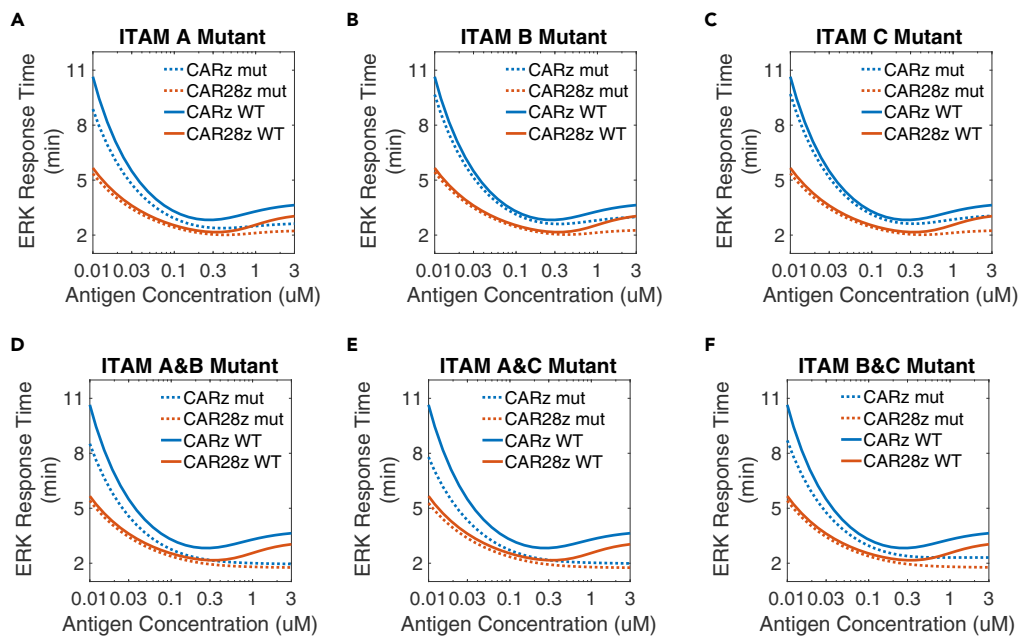 A
ITAM A Mutant
ERK Response Time
(min)
11
8
5
2
CARz mut
CAR28z mut
CARz WT
CAR28z WT
0.01
0.03
0.1
0.3
1
3
Antigen Concentration (uM)
B
ITAM B Mutant
ERK Response Time
(min)
11
8
5
2
CARz mut
CAR28z mut
CARz WT
CAR28z WT
0.01
0.03
0.1
0.3
1
3
Antigen Concentration (uM)
C
ITAM C Mutant
ERK Response Time
(min)
11
8
5
2
CARz mut
CAR28z mut
CARz WT
CAR28z WT
0.01
0.03
0.1
0.3
1
3
Antigen Concentration (uM)
D
ITAM A&B Mutant
ERK Response Time
(min)
11
8
5
2
CARz mut
CAR28z mut
CARz WT
CAR28z WT
0.01
0.03
0.1
0.3
1
3
Antigen Concentration (uM)
E
ITAM A&C Mutant
ERK Response Time
(min)
11
8
5
2
CARz mut
CAR28z mut
CARz WT
CAR28z WT
0.01
0.03
0.1
0.3
1
3
Antigen Concentration (uM)
F
ITAM B&C Mutant
ERK Response Time
(min)
11
8
5
2
CARz mut
CAR28z mut
CARz WT
CAR28z WT
0.01
0.03
0.1
0.3
1
3
Antigen Concentration (uM)